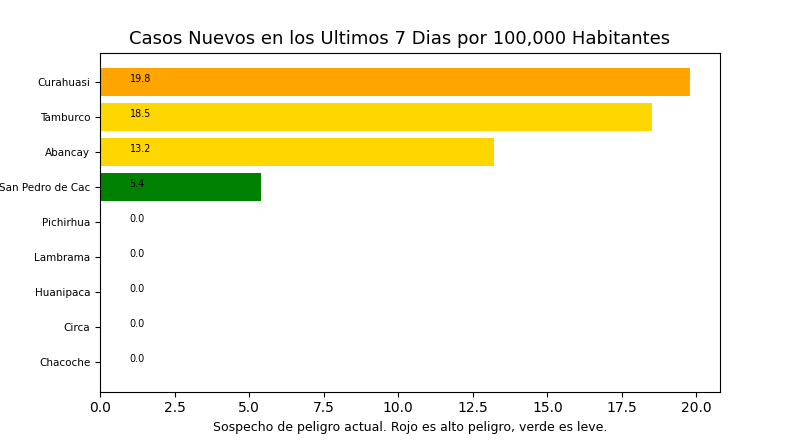 Casos Nuevos en los Ultimos 7 Dias por 100,000 Habitantes
Curahuasi 19.8
Tamburco 18.5
Abancay 13.2
San Pedro de Cac 5.4
Pichirhua 0.0
Lambrama 0.0
Huanipaca 0.0
Circa 0.0
Chacoche 0.0
0.0 2.5 5.0 7.5 10.0 12.5 15.0 17.5 20.0
Sospecho de peligro actual. Rojo es alto peligro, verde es leve.